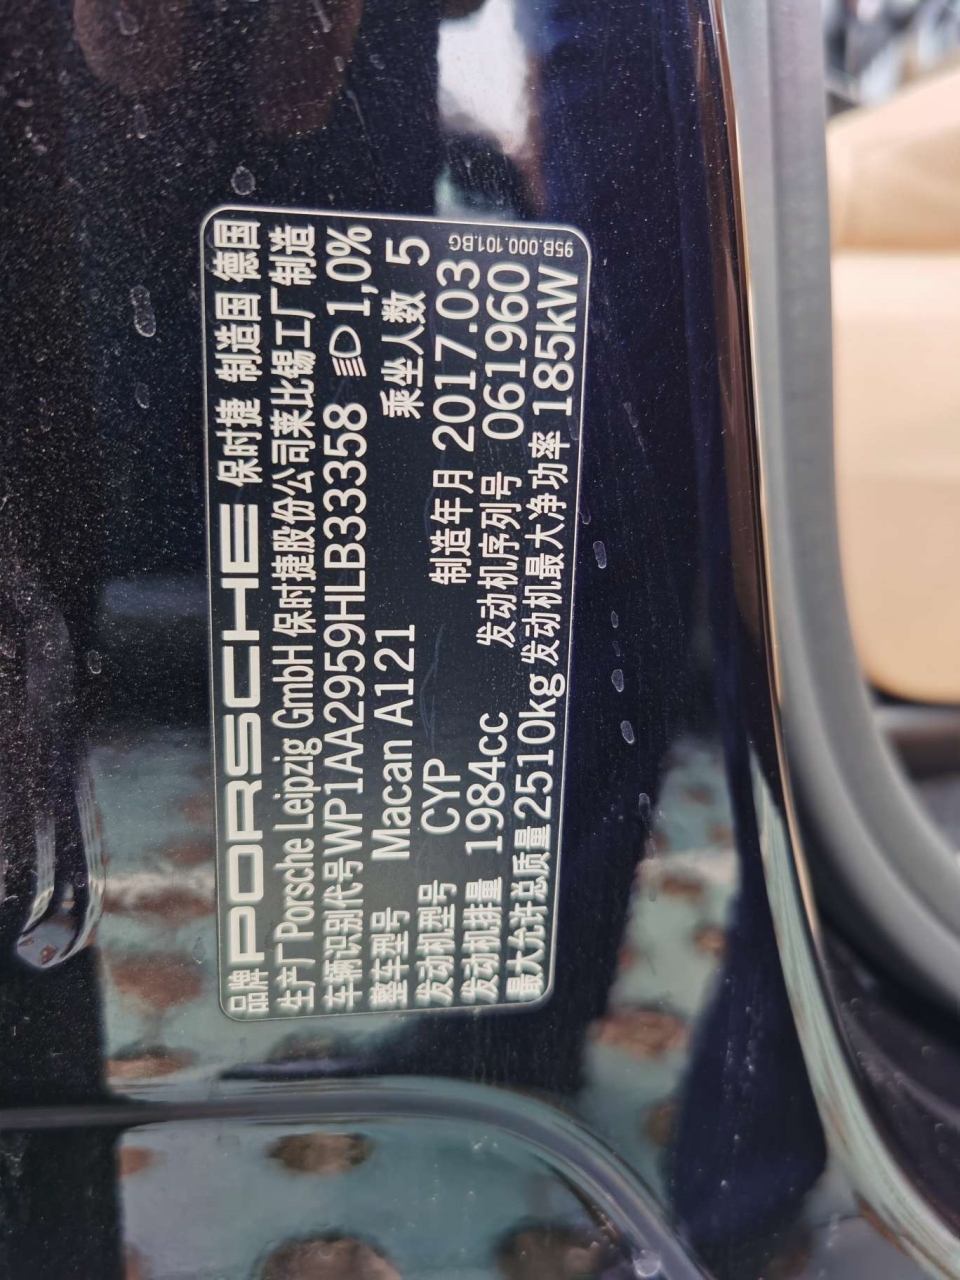 品牌 PORSCHE 保时捷 制造国 德国
生产厂 Porsche Leipzig GmbH 保时捷股份公司莱比锡工厂制造
车辆识别代号 WP1AA2959HLB33358 1,0%
整车型号 Macan A121 乘坐人数 5
发动机型号 CYP 制造年月 2017.03
发动机排量 1984cc 发动机序列号 061960
最大允许总质量 2510kg 发动机最大净功率 185kW
95B.000.101.BG